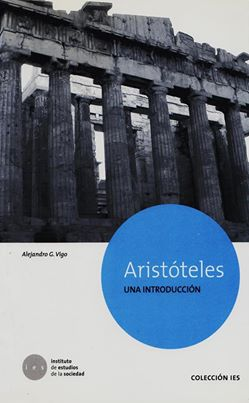 Alejandro G. Vigo
Aristóteles
UNA INTRODUCCIÓN
ies
instituto
de estudios
de la sociedad
COLECCIÓN IES